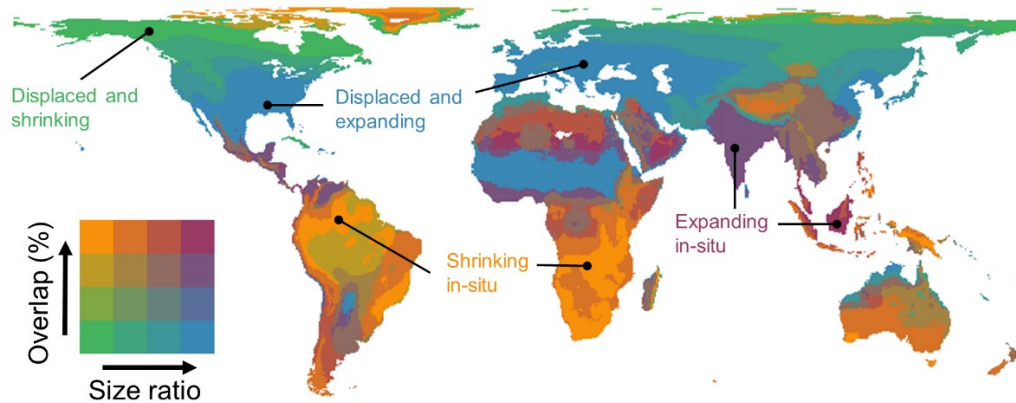 Displaced and
shrinking
Displaced and
expanding
Expanding
in-situ
Shrinking
in-situ
Overlap (%)
Size ratio